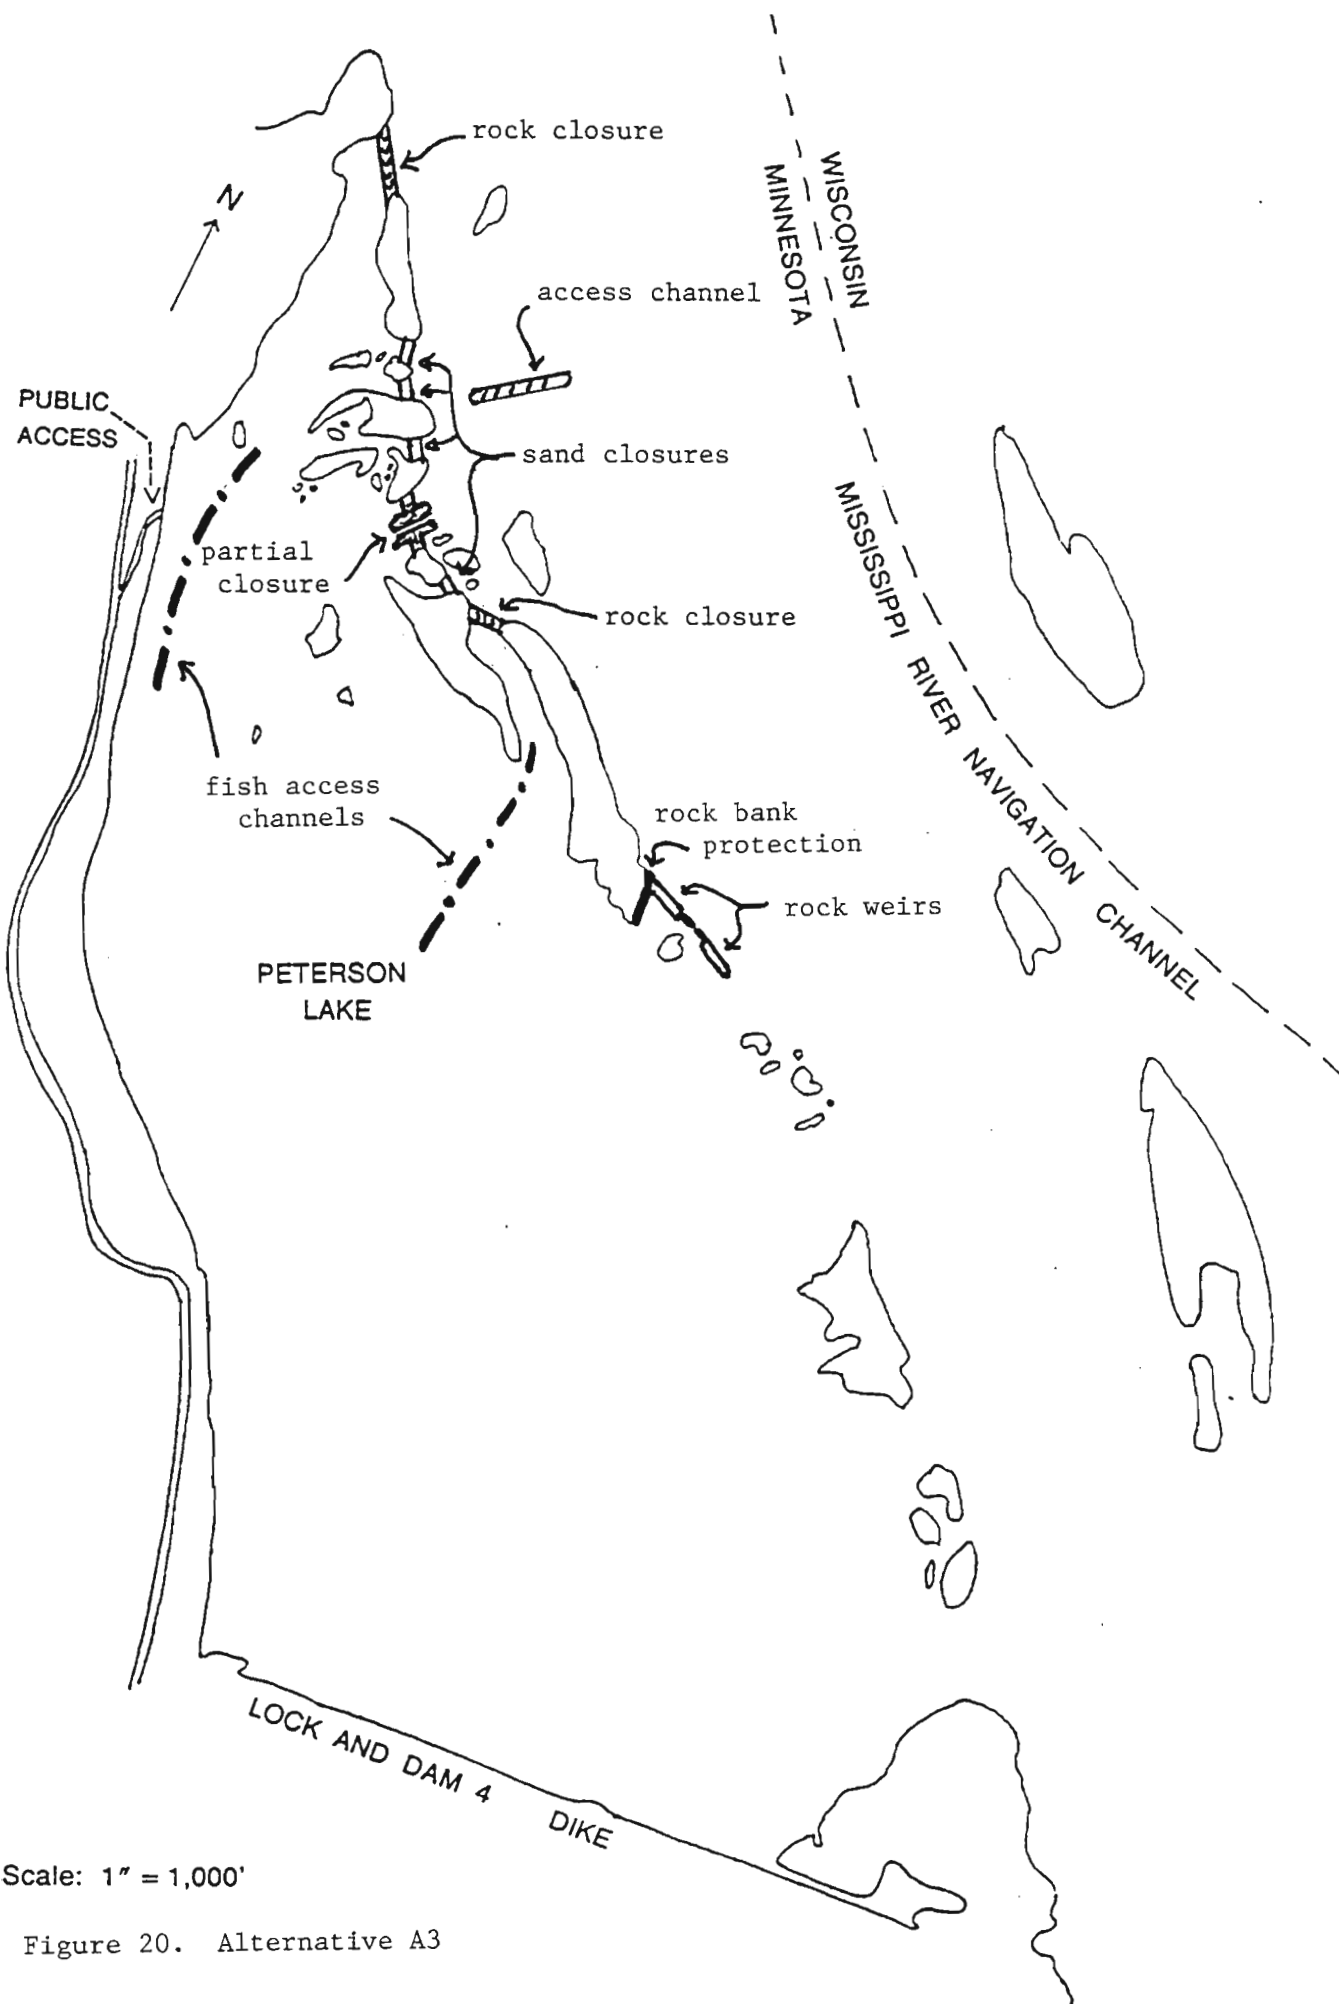 rock closure
N
WISCONSIN
MINNESOTA
access channel
PUBLIC
ACCESS
sand closures
partial
closure
rock closure
MISSISSIPPI RIVER NAVIGATION CHANNEL
fish access
channels
rock bank
protection
rock weirs
PETERSON
LAKE
LOCK AND DAM 4 DIKE
Scale: 1" = 1,000'
Figure 20. Alternative A3